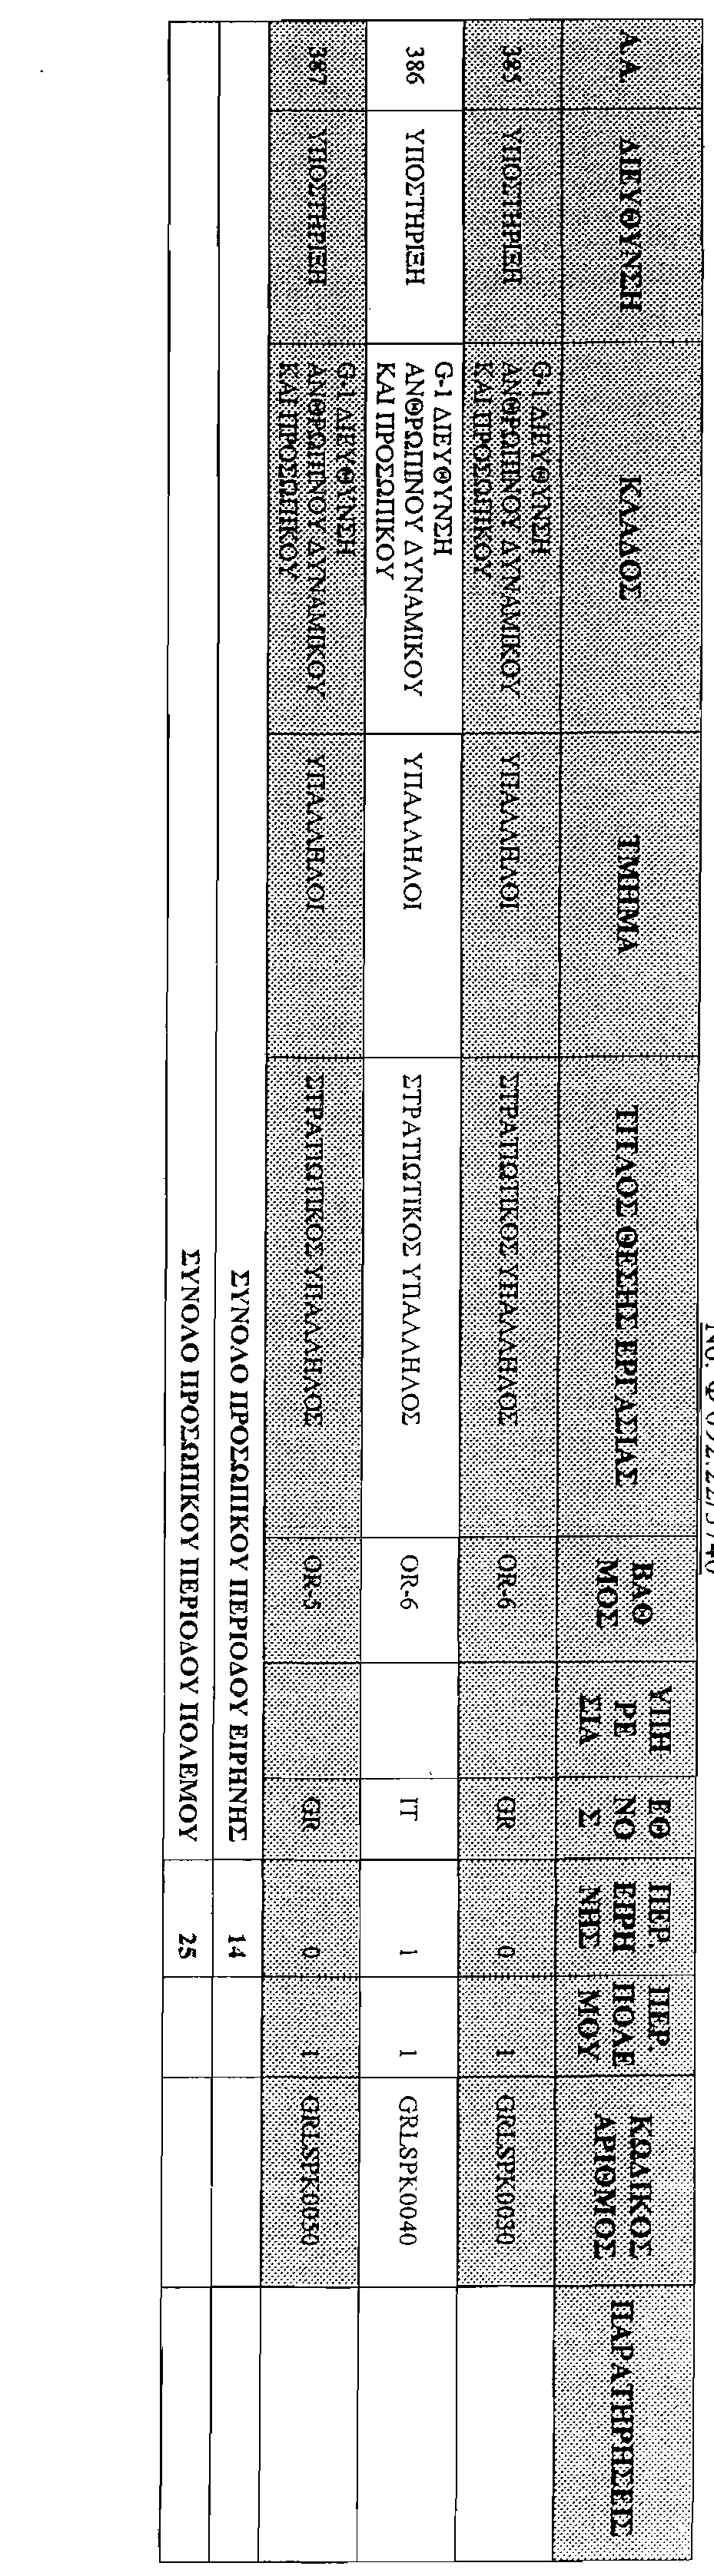 Α.Α. ΔΙΕΥΘΥΝΣΗ ΚΛΑΔΟΣ ΤΜΗΜΑ ΤΙΤΛΟΣ ΘΕΣΗΣ ΕΡΓΑΣΙΑΣ ΒΑΘ ΥΠΗ ΕΘ ΠΕΡ. ΠΕΡ. ΚΩΔΙΚΟΣ ΠΑΡΑΤΗΡΗΣΕΙΣ
ΜΟΣ ΡΕ ΝΟ ΕΙΡΗ ΠΟΛΕ ΑΡΙΘΜΟΣ
ΣΙΑ Σ ΝΗΣ ΜΟΥ
385 ΥΠΟΣΤΗΡΙΞΗ G-1 ΔΙΕΥΘΥΝΣΗ
ΑΝΘΡΩΠΙΝΟΥ ΔΥΝΑΜΙΚΟΥ
ΚΑΙ ΠΡΟΣΩΠΙΚΟΥ ΥΠΑΛΛΗΛΟΙ ΣΤΡΑΤΙΩΤΙΚΟΣ ΥΠΑΛΛΗΛΟΣ OR-6 GR 0 1 GRLSPK0030
386 ΥΠΟΣΤΗΡΙΞΗ G-1 ΔΙΕΥΘΥΝΣΗ
ΑΝΘΡΩΠΙΝΟΥ ΔΥΝΑΜΙΚΟΥ
ΚΑΙ ΠΡΟΣΩΠΙΚΟΥ ΥΠΑΛΛΗΛΟΙ ΣΤΡΑΤΙΩΤΙΚΟΣ ΥΠΑΛΛΗΛΟΣ OR-6 IT 1 1 GRLSPK0040
387 ΥΠΟΣΤΗΡΙΞΗ G-1 ΔΙΕΥΘΥΝΣΗ
ΑΝΘΡΩΠΙΝΟΥ ΔΥΝΑΜΙΚΟΥ
ΚΑΙ ΠΡΟΣΩΠΙΚΟΥ ΥΠΑΛΛΗΛΟΙ ΣΤΡΑΤΙΩΤΙΚΟΣ ΥΠΑΛΛΗΛΟΣ OR-5 GR 0 1 GRLSPK0050
ΣΥΝΟΛΟ ΠΡΟΣΩΠΙΚΟΥ ΠΕΡΙΟΔΟΥ ΕΙΡΗΝΗΣ 14
ΣΥΝΟΛΟ ΠΡΟΣΩΠΙΚΟΥ ΠΕΡΙΟΔΟΥ ΠΟΛΕΜΟΥ 25